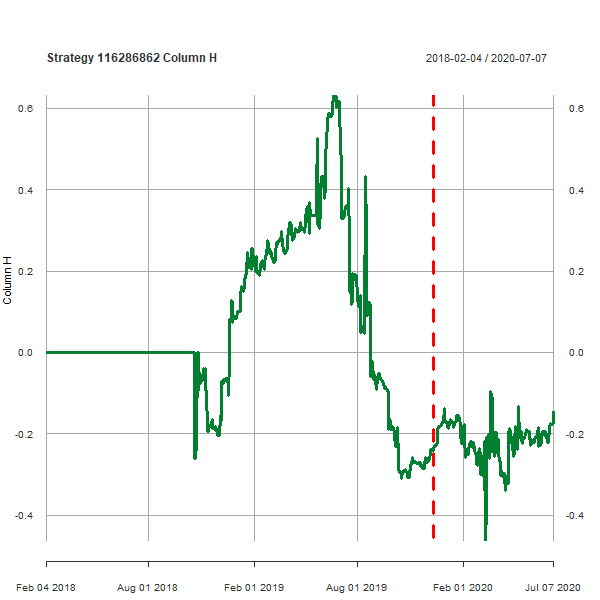 Strategy 116286862 Column H
2018-02-04 / 2020-07-07
0.6
0.4
0.2
0.0
-0.2
-0.4
Column H
0.6
0.4
0.2
0.0
-0.2
-0.4
Feb 04 2018
Aug 01 2018
Feb 01 2019
Aug 01 2019
Feb 01 2020
Jul 07 2020